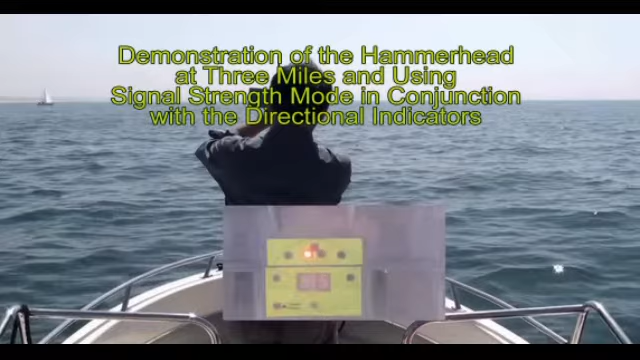 Demonstration of the Hammerhead
at Three Miles and Using
Signal Strength Mode in Conjunction
with the Directional Indicators